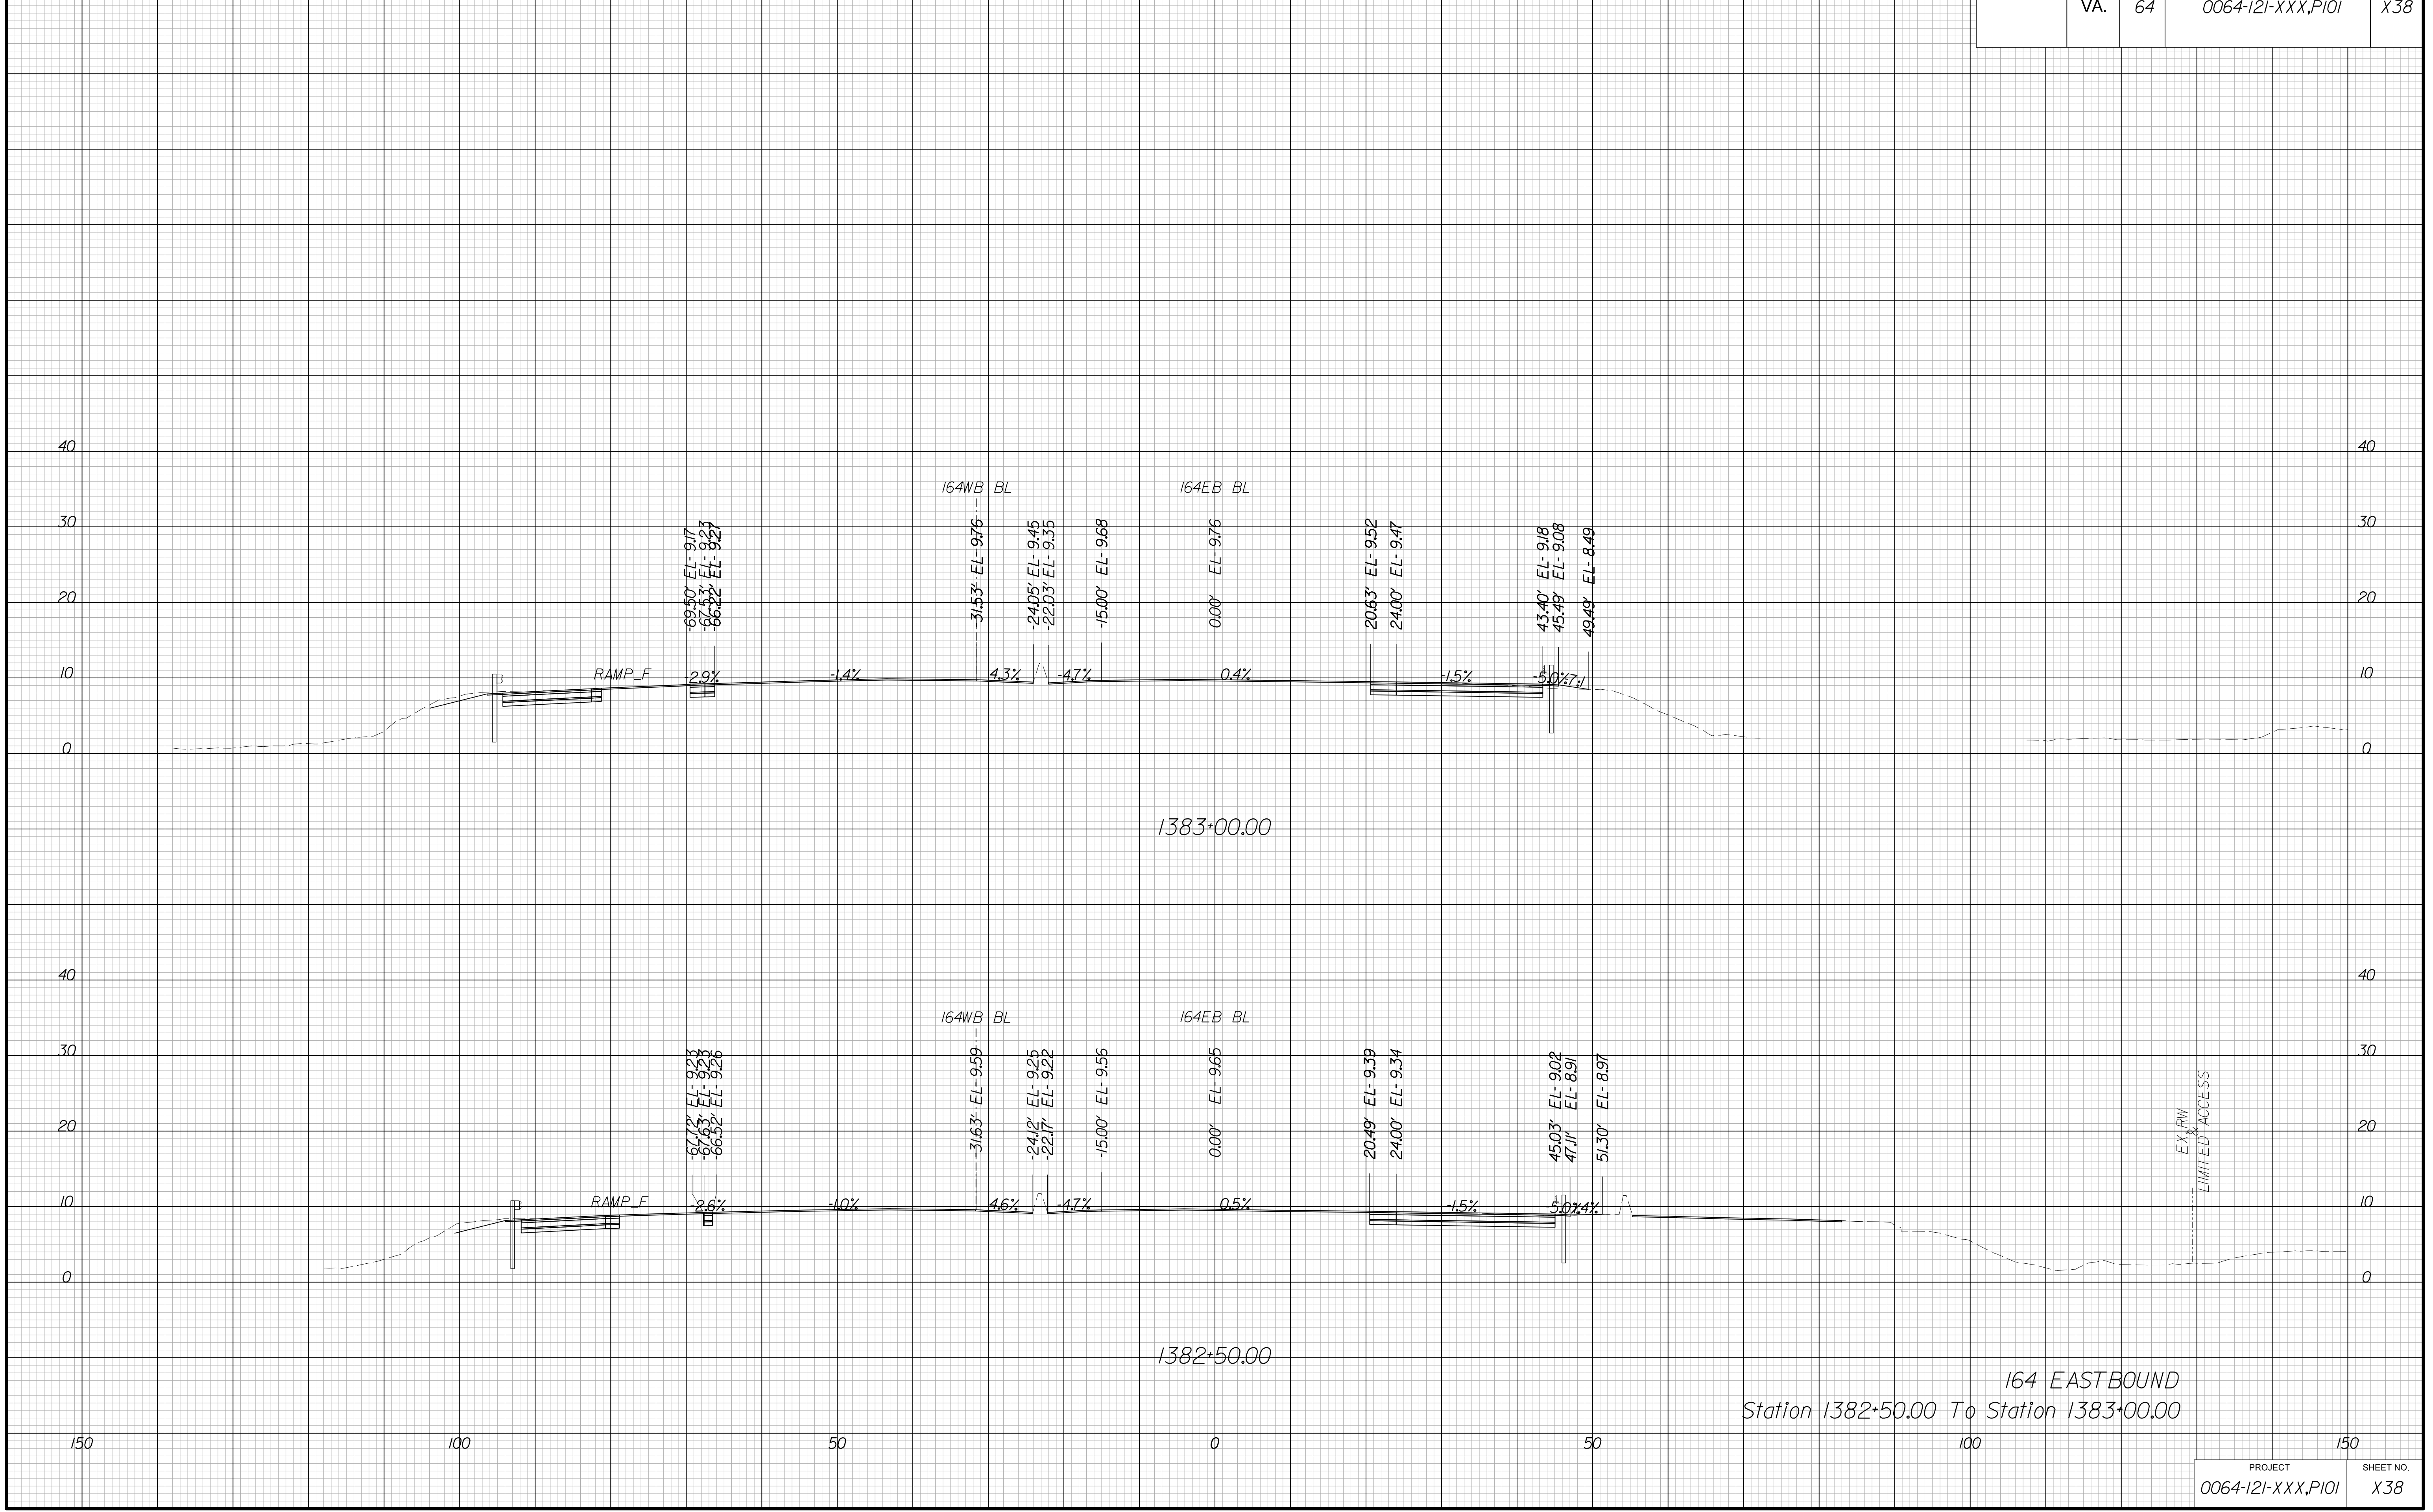 VA. 64 0064-121-XXX,P101 X38
40 40
I64WB BL I64EB BL
30 30
-69.50' EL- 9.17
-67.53' EL- 9.23
-66.22' EL- 9.27
-31.53' EL- 9.76
-24.05' EL- 9.45
-22.03' EL- 9.35
-15.00' EL- 9.68
0.00' EL- 9.76
20.63' EL- 9.52
24.00' EL- 9.47
43.40' EL- 9.18
45.49' EL- 9.08
49.49' EL- 8.49
20 20
10 RAMP_F -2.9% -1.4% 4.3% -4.7% 0.4% -1.5% -5.0% 7:1 10
0 0
1383+00.00
40 40
I64WB BL I64EB BL
30 30
-67.72' EL- 9.23
-67.63' EL- 9.23
-66.52' EL- 9.26
-31.63' EL- 9.59
-24.12' EL- 9.25
-22.17' EL- 9.22
-15.00' EL- 9.56
0.00' EL- 9.65
20.49' EL- 9.39
24.00' EL- 9.34
45.03' EL- 9.02
47.11' EL- 8.91
51.30' EL- 8.97
EX RW
&
LIMITED ACCESS
20 20
10 RAMP_F -2.6% -1.0% 4.6% -4.7% 0.5% -1.5% 10
0 0
1382+50.00
I64 EASTBOUND
Station 1382+50.00 To Station 1383+00.00
150 100 50 0 50 100 150
PROJECT SHEET NO.
0064-121-XXX,P101 X38